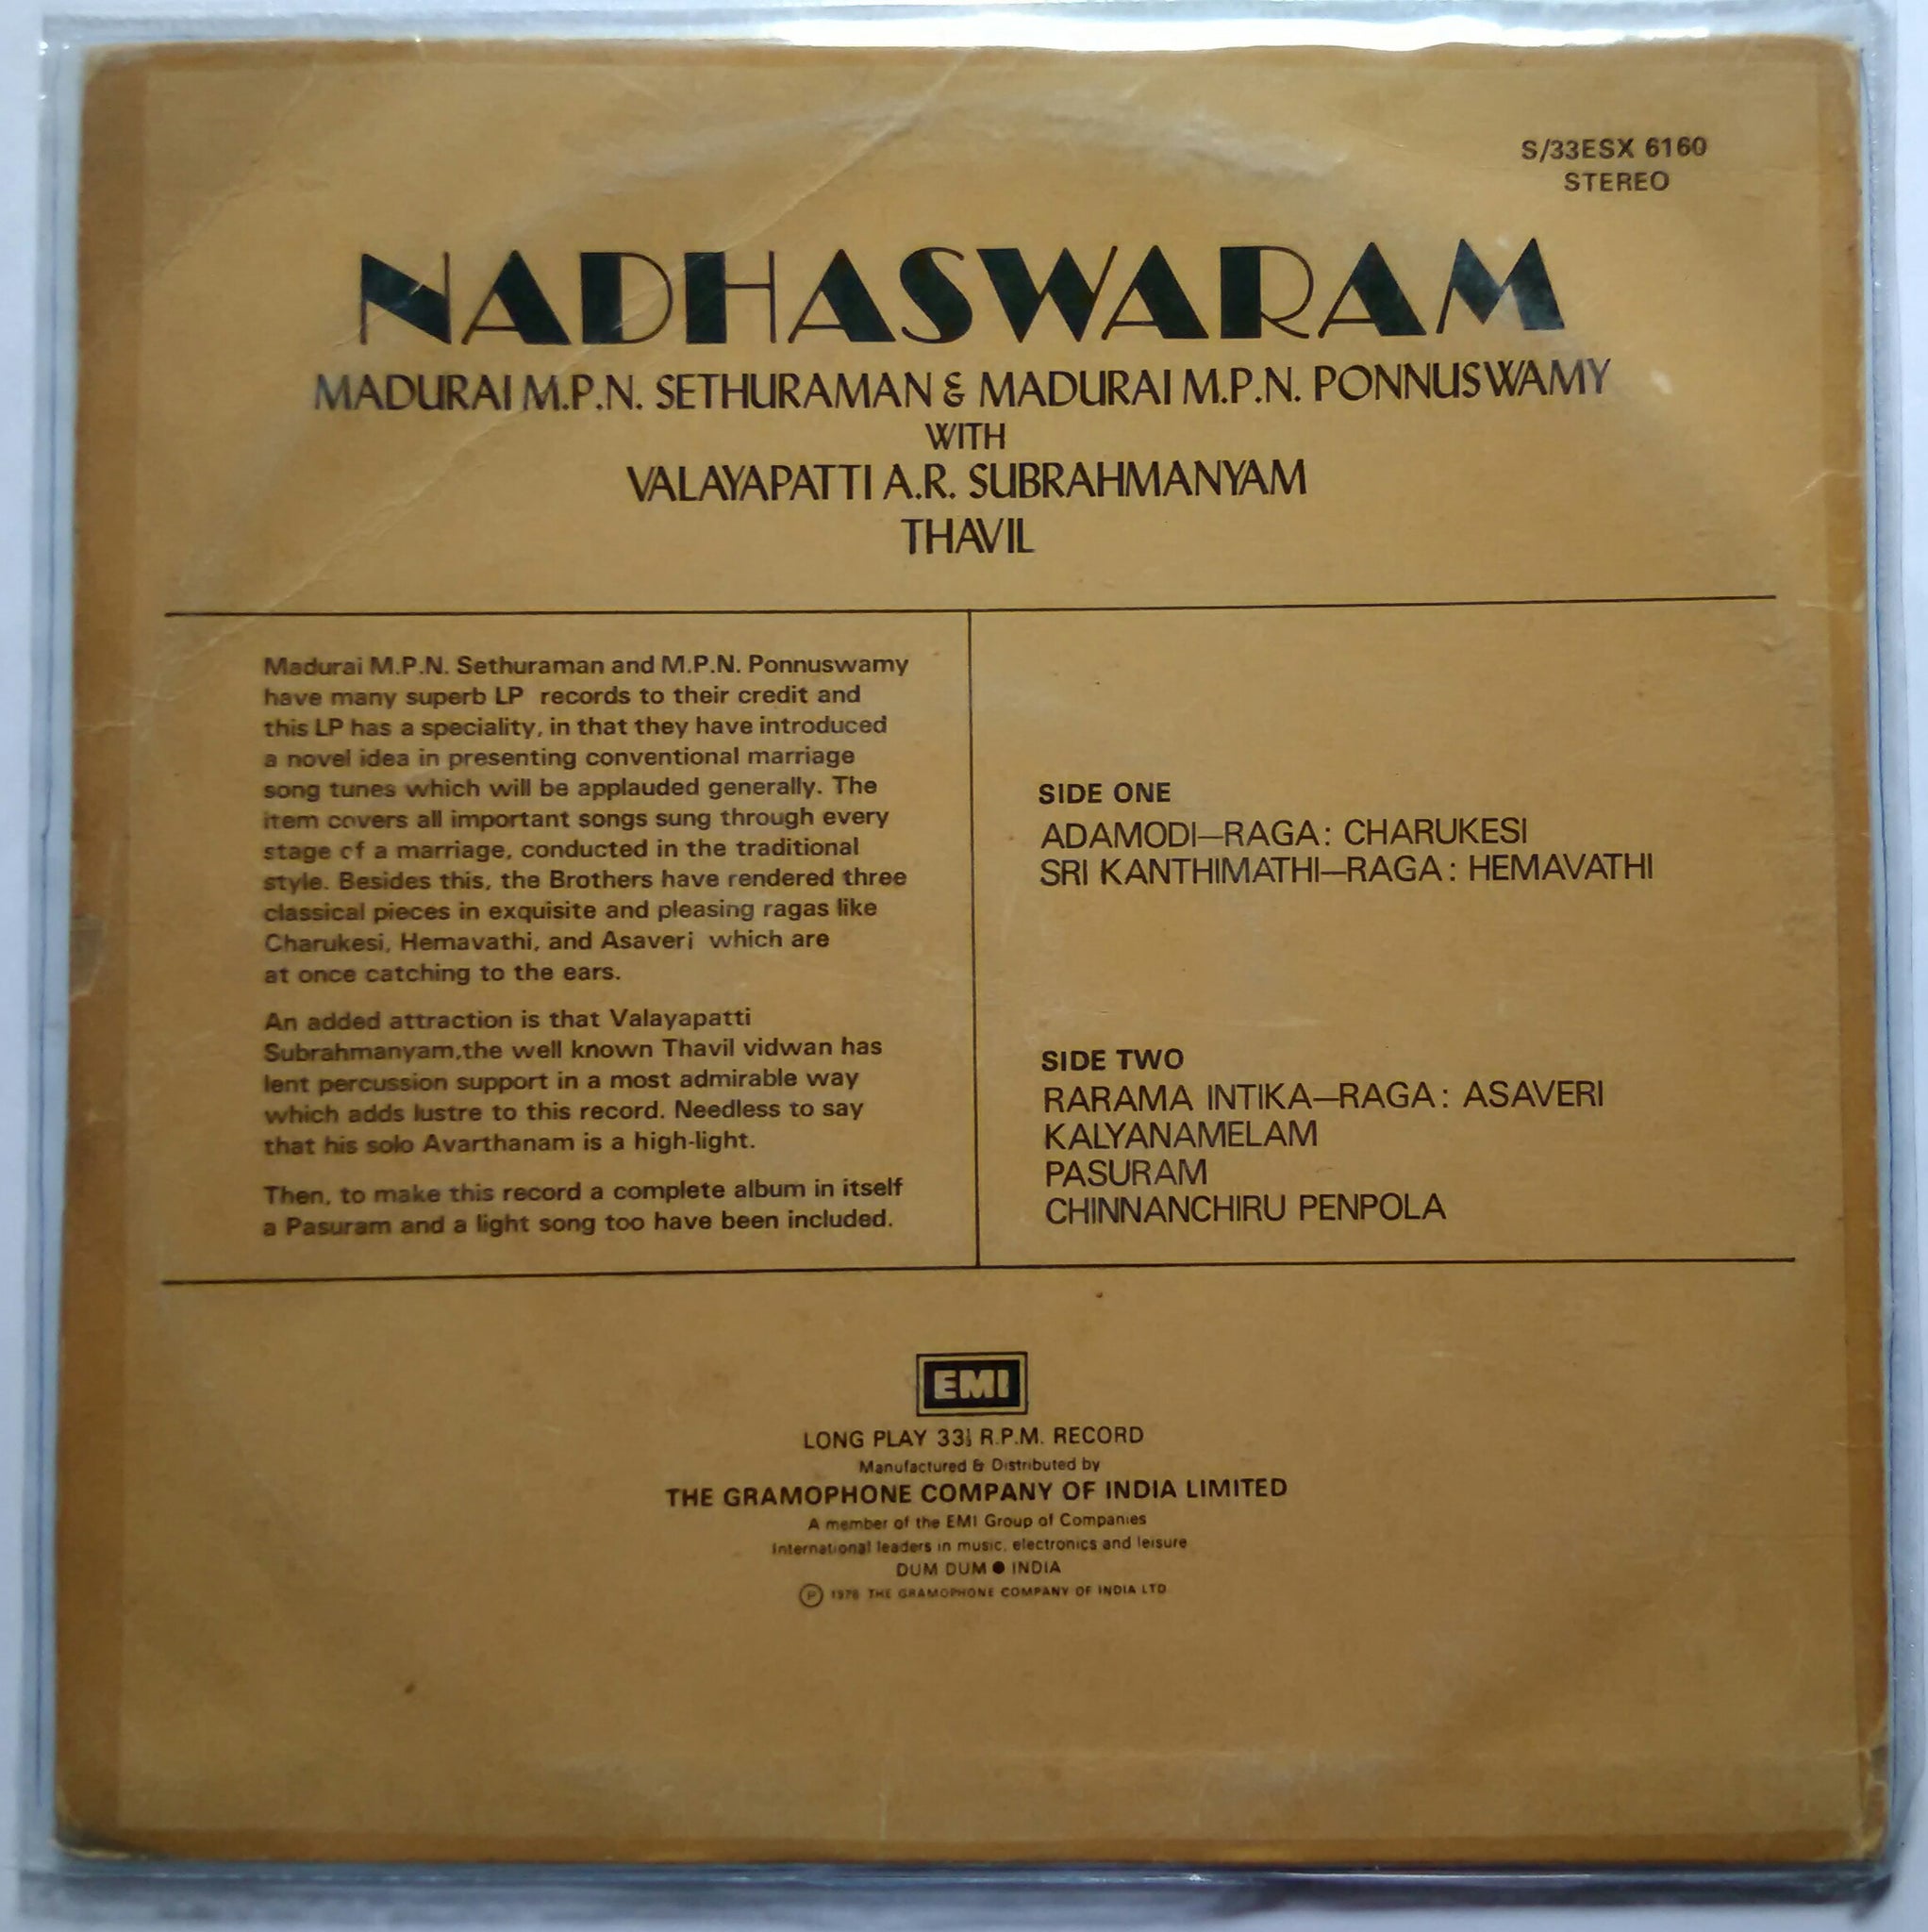 S/33ESX 6160
STEREO
NADHASWARAM
MADURAI M.P.N. SETHURAMAN & MADURAI M.P.N. PONNUSWAMY
WITH
VALAYAPATTI A.R. SUBRAHMANYAM
THAVIL
Madurai M.P.N. Sethuraman and M.P.N. Ponnuswamy
have many superb LP records to their credit and
this LP has a speciality, in that they have introduced
a novel idea in presenting conventional marriage
song tunes which will be applauded generally. The
item covers all important songs sung through every
stage of a marriage, conducted in the traditional
style. Besides this, the Brothers have rendered three
classical pieces in exquisite and pleasing ragas like
Charukesi, Hemavathi, and Asaveri which are
at once catching to the ears.
An added attraction is that Valayapatti
Subrahmanyam,the well known Thavil vidwan has
lent percussion support in a most admirable way
which adds lustre to this record. Needless to say
that his solo Avarthanam is a high-light.
Then, to make this record a complete album in itself
a Pasuram and a light song too have been included.
SIDE ONE
ADAMODI—RAGA: CHARUKESI
SRI KANTHIMATHI—RAGA: HEMAVATHI
SIDE TWO
RARAMA INTIKA—RAGA: ASAVERI
KALYANAMELAM
PASURAM
CHINNANCHIRU PENPOLA
EMI
LONG PLAY 33⅓ R.P.M. RECORD
Manufactured & Distributed by
THE GRAMOPHONE COMPANY OF INDIA LIMITED
A member of the EMI Group of Companies
International leaders in music, electronics and leisure
DUM DUM ● INDIA
Ⓟ THE GRAMOPHONE COMPANY OF INDIA LTD